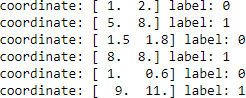 coordinate: [ 1.  2.] label: 0
coordinate: [ 5.  8.] label: 1
coordinate: [ 1.5  1.8] label: 0
coordinate: [ 8.  8.] label: 1
coordinate: [ 1.   0.6] label: 0
coordinate: [  9.  11.] label: 1